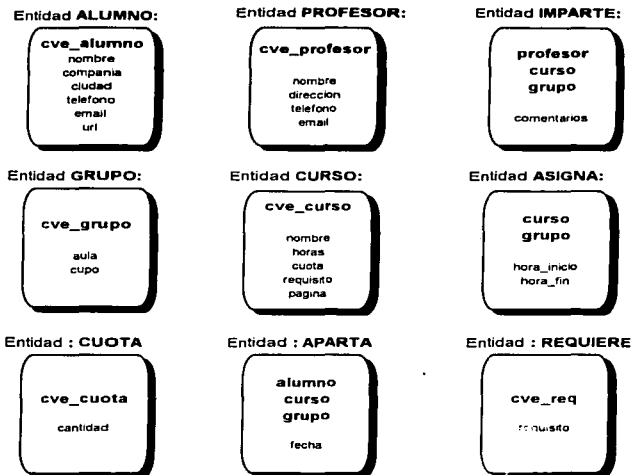 Entidad ALUMNO:
cve_alumno
nombre
compania
ciudad
telefono
email
url
Entidad PROFESOR:
cve_profesor
nombre
direccion
telefono
email
Entidad IMPARTE:
profesor
curso
grupo
comentarios
Entidad GRUPO:
cve_grupo
aula
cupo
Entidad CURSO:
cve_curso
nombre
horas
cuota
requisito
pagina
Entidad ASIGNA:
curso
grupo
hora_inicio
hora_fin
Entidad : CUOTA
cve_cuota
cantidad
Entidad : APARTA
alumno
curso
grupo
fecha
Entidad : REQUIERE
cve_req
requisito